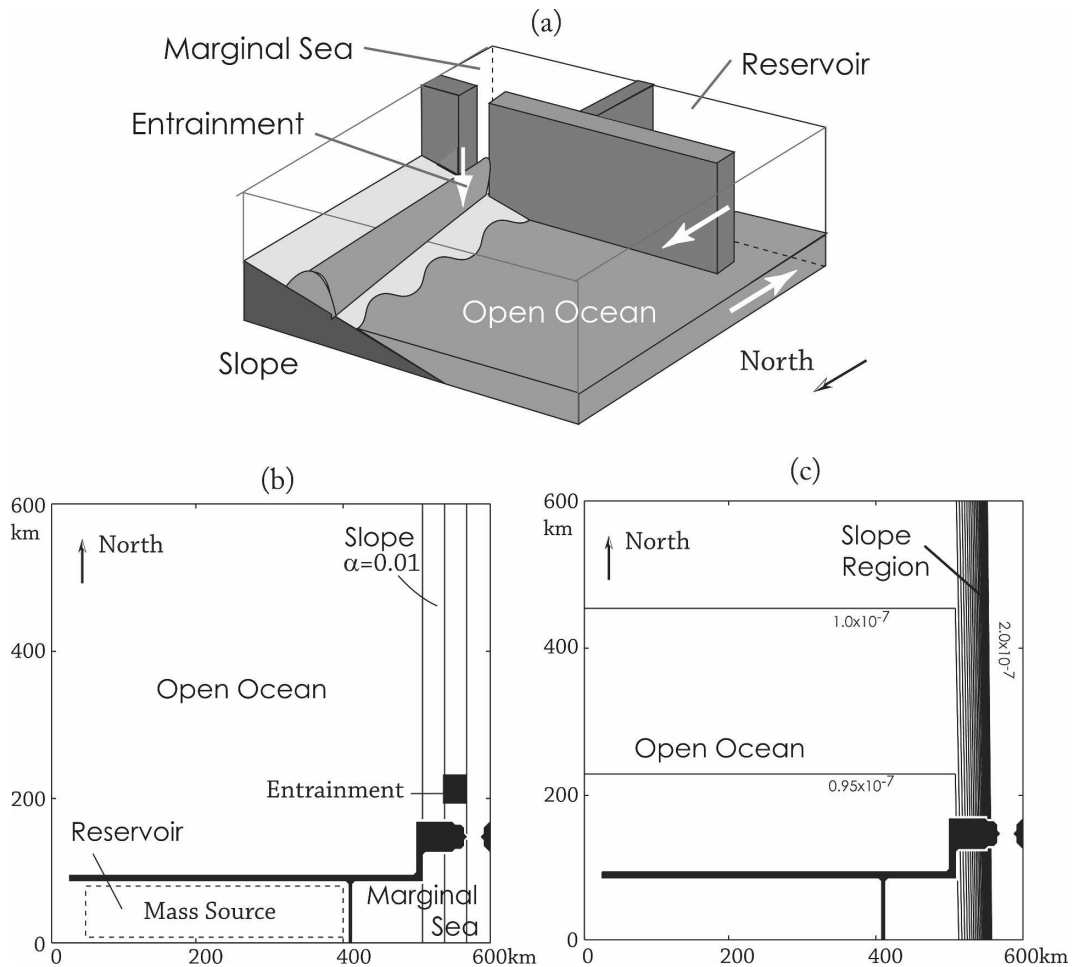 (a)
Marginal Sea
Reservoir
Entrainment
Open Ocean
Slope
North
(b)
600
km
North
Slope
α=0.01
400
Open Ocean
Entrainment
200
Reservoir
Mass Source
Marginal
Sea
0
0
200
400
600km
(c)
600
km
North
Slope
Region
1.0x10-7
2.0x10-7
400
Open Ocean
0.95x10-7
200
0
0
200
400
600km